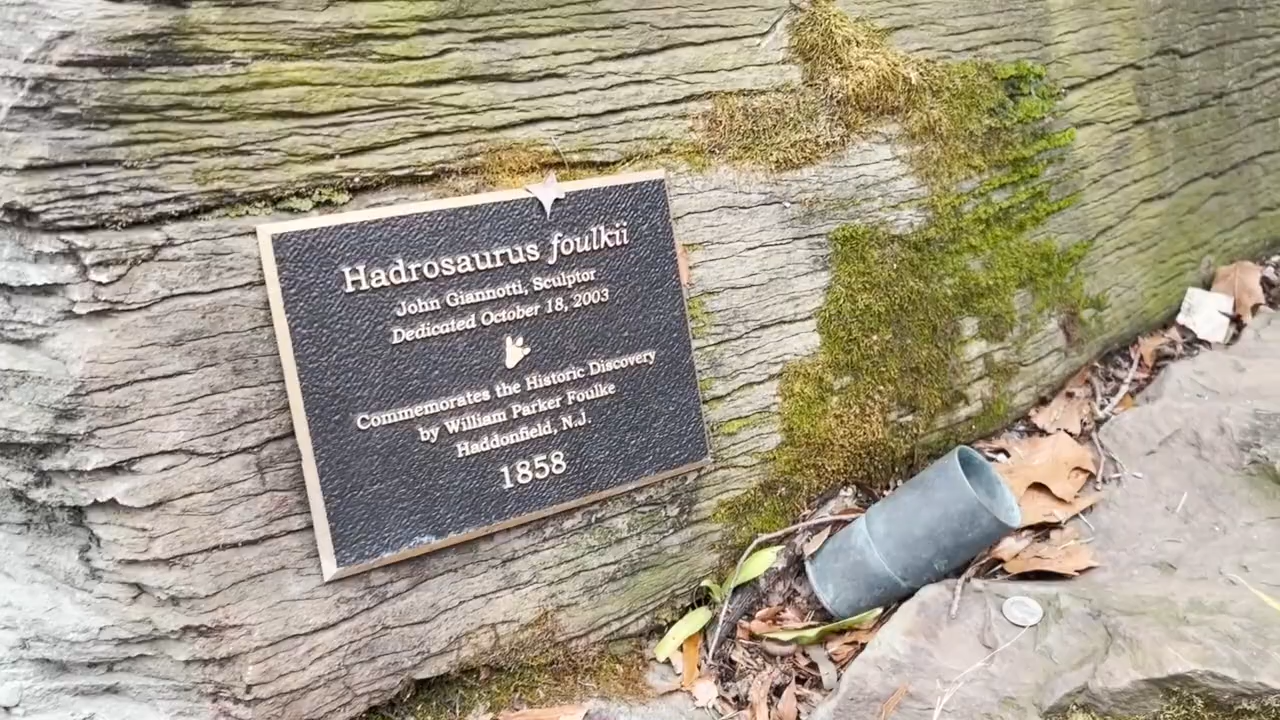 Hadrosaurus foulkii
John Giannotti, Sculptor
Dedicated October 18, 2003
Commemorates the Historic Discovery
by William Parker Foulke
Haddonfield, N.J.
1858